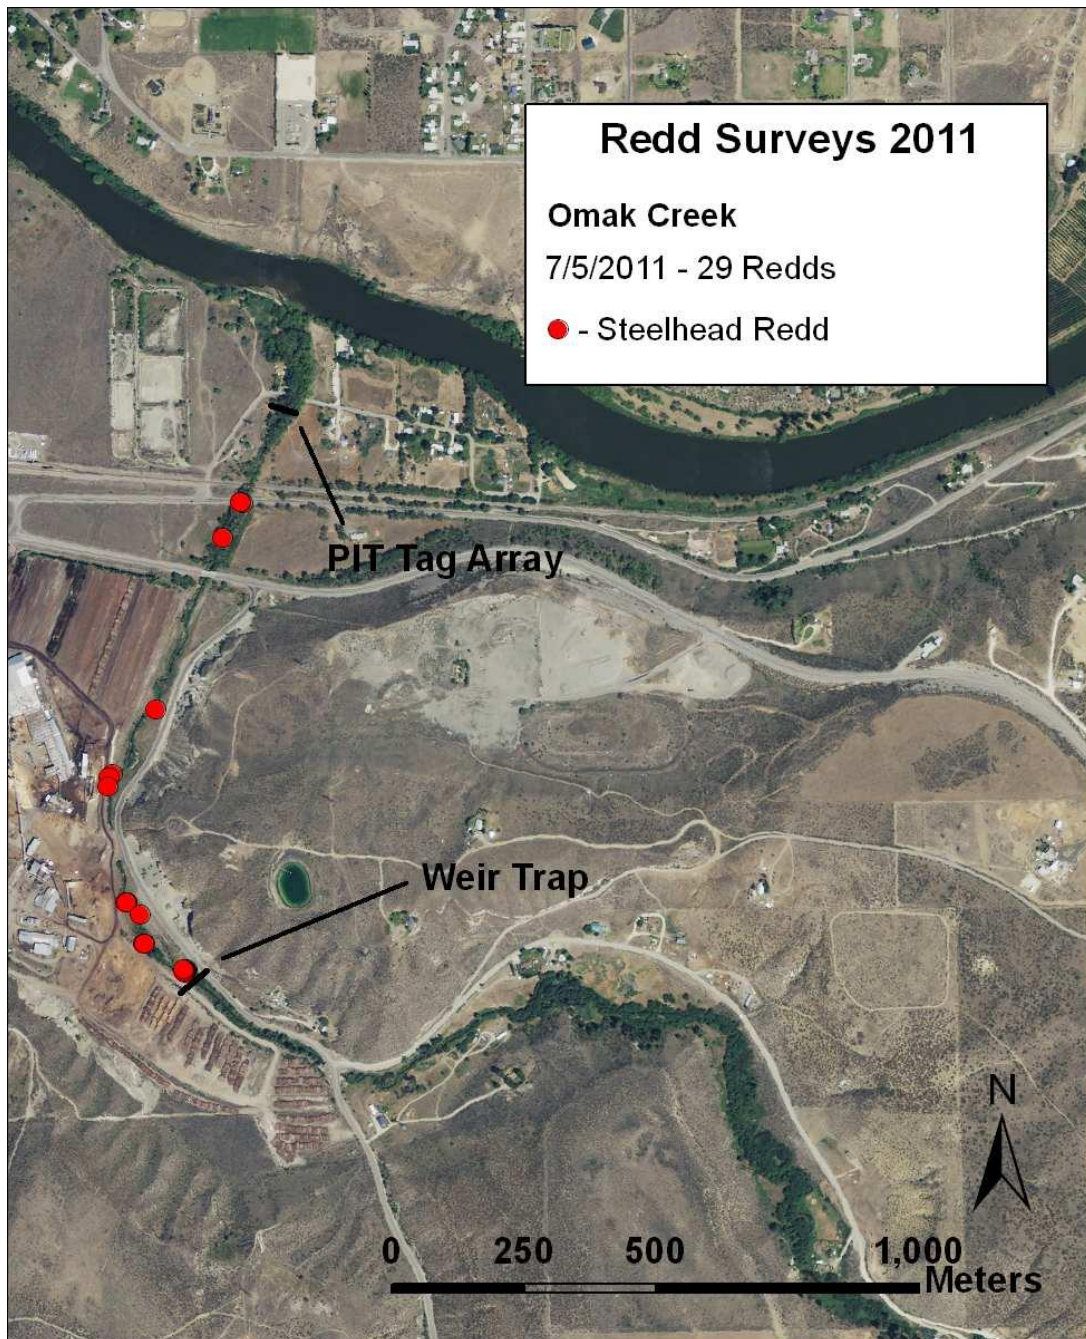 Redd Surveys 2011
Omak Creek
7/5/2011 - 29 Redds
- Steelhead Redd
PIT Tag Array
Weir Trap
N
0 250 500 1,000
Meters